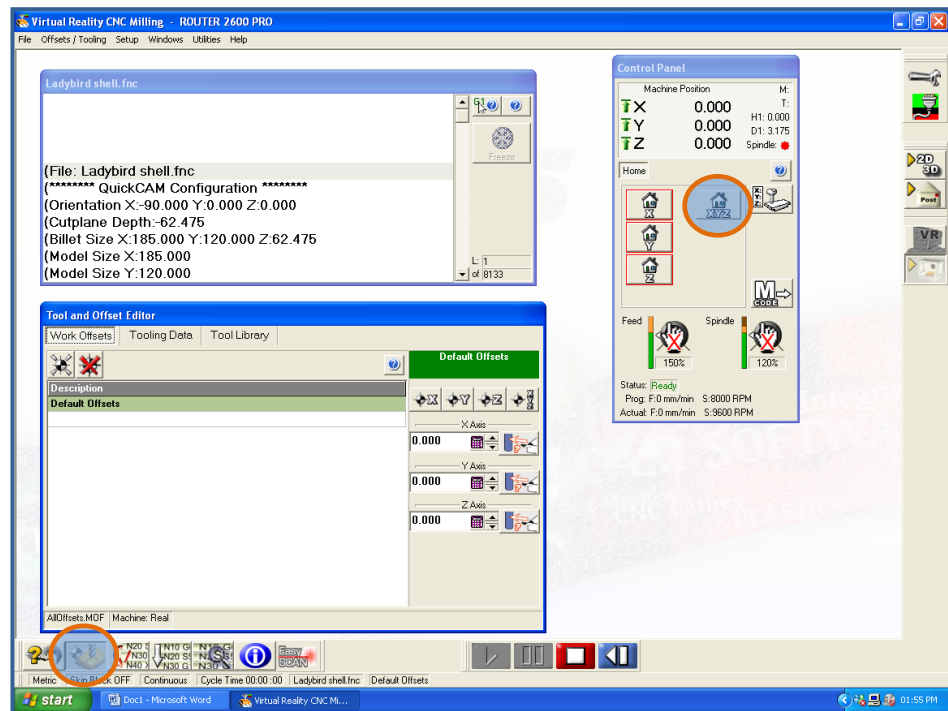 Virtual Reality CNC Milling - ROUTER 2600 PRO
File Offsets / Tooling Setup Windows Utilities Help
Ladybird shell.fnc
Freeze
(File: Ladybird shell.fnc
(******** QuickCAM Configuration ********
(Orientation X:-90.000 Y:0.000 Z:0.000
(Cutplane Depth:-62.475
(Billet Size X:185.000 Y:120.000 Z:62.475
(Model Size X:185.000
(Model Size Y:120.000
L: 1
of 8133
Control Panel
Machine Position M:
X 0.000 T:
H1: 0.000
Y 0.000 D1: 3.175
Z 0.000 Spindle:
Home
X
XYZ
X:
Y:
Z:
Y
Z
M
CODE
Feed Spindle
150% 120%
Status: Ready
Prog: F:0 mm/min S:8000 RPM
Actual: F:0 mm/min S:9600 RPM
2D
3D
Post
VR
Tool and Offset Editor
Work Offsets Tooling Data Tool Library
Default Offsets
Description
Default Offsets
X Y Z
X Axis
0.000
Y Axis
0.000
Z Axis
0.000
AllOffsets.MOF Machine: Real
Easy
SCAN
Metric Skip Block OFF Continuous Cycle Time 00:00 :00 Ladybird shell.fnc Default Offsets
start Doc1 - Microsoft Word Virtual Reality CNC Mi... 01:55 PM